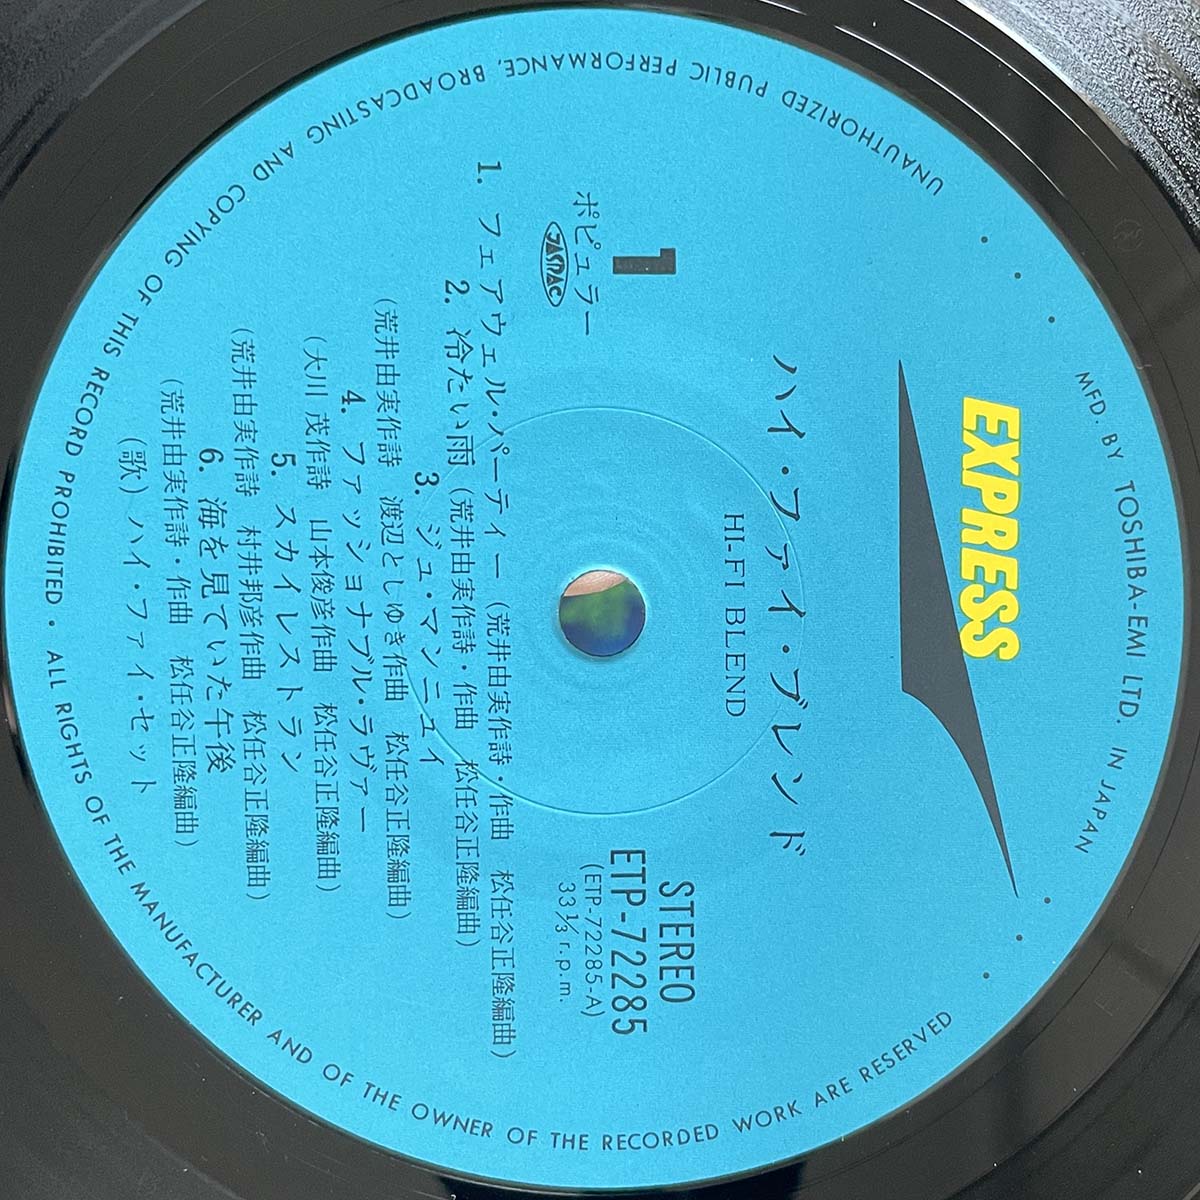 EXPRESS
ハイ・ファイ・ブレンド
HI-FI BLEND
1
ポピュラー
JASRAC
STEREO
ETP-72285
(ETP-72285-A)
33⅓ r.p.m.
1. フェアウェル・パーティー (荒井由実作詩・作曲 松任谷正隆編曲)
2. 冷たい雨 (荒井由実作詩・作曲 松任谷正隆編曲)
3. ジュ・マンニュイ
(荒井由実作詩 渡辺としゆき作曲 松任谷正隆編曲)
4. ファッショナブル・ラヴァー
(大川 茂作詩 山本俊彦作曲 松任谷正隆編曲)
5. スカイレストラン
(荒井由実作詩 村井邦彦作曲 松任谷正隆編曲)
6. 海を見ていた午後
(荒井由実作詩・作曲 松任谷正隆編曲)
(歌) ハイ・ファイ・セット
MFD. BY TOSHIBA-EMI LTD. IN JAPAN
UNAUTHORIZED PUBLIC PERFORMANCE, BROADCASTING AND COPYING OF THIS RECORD PROHIBITED • ALL RIGHTS OF THE MANUFACTURER AND OF THE OWNER OF THE RECORDED WORK ARE RESERVED